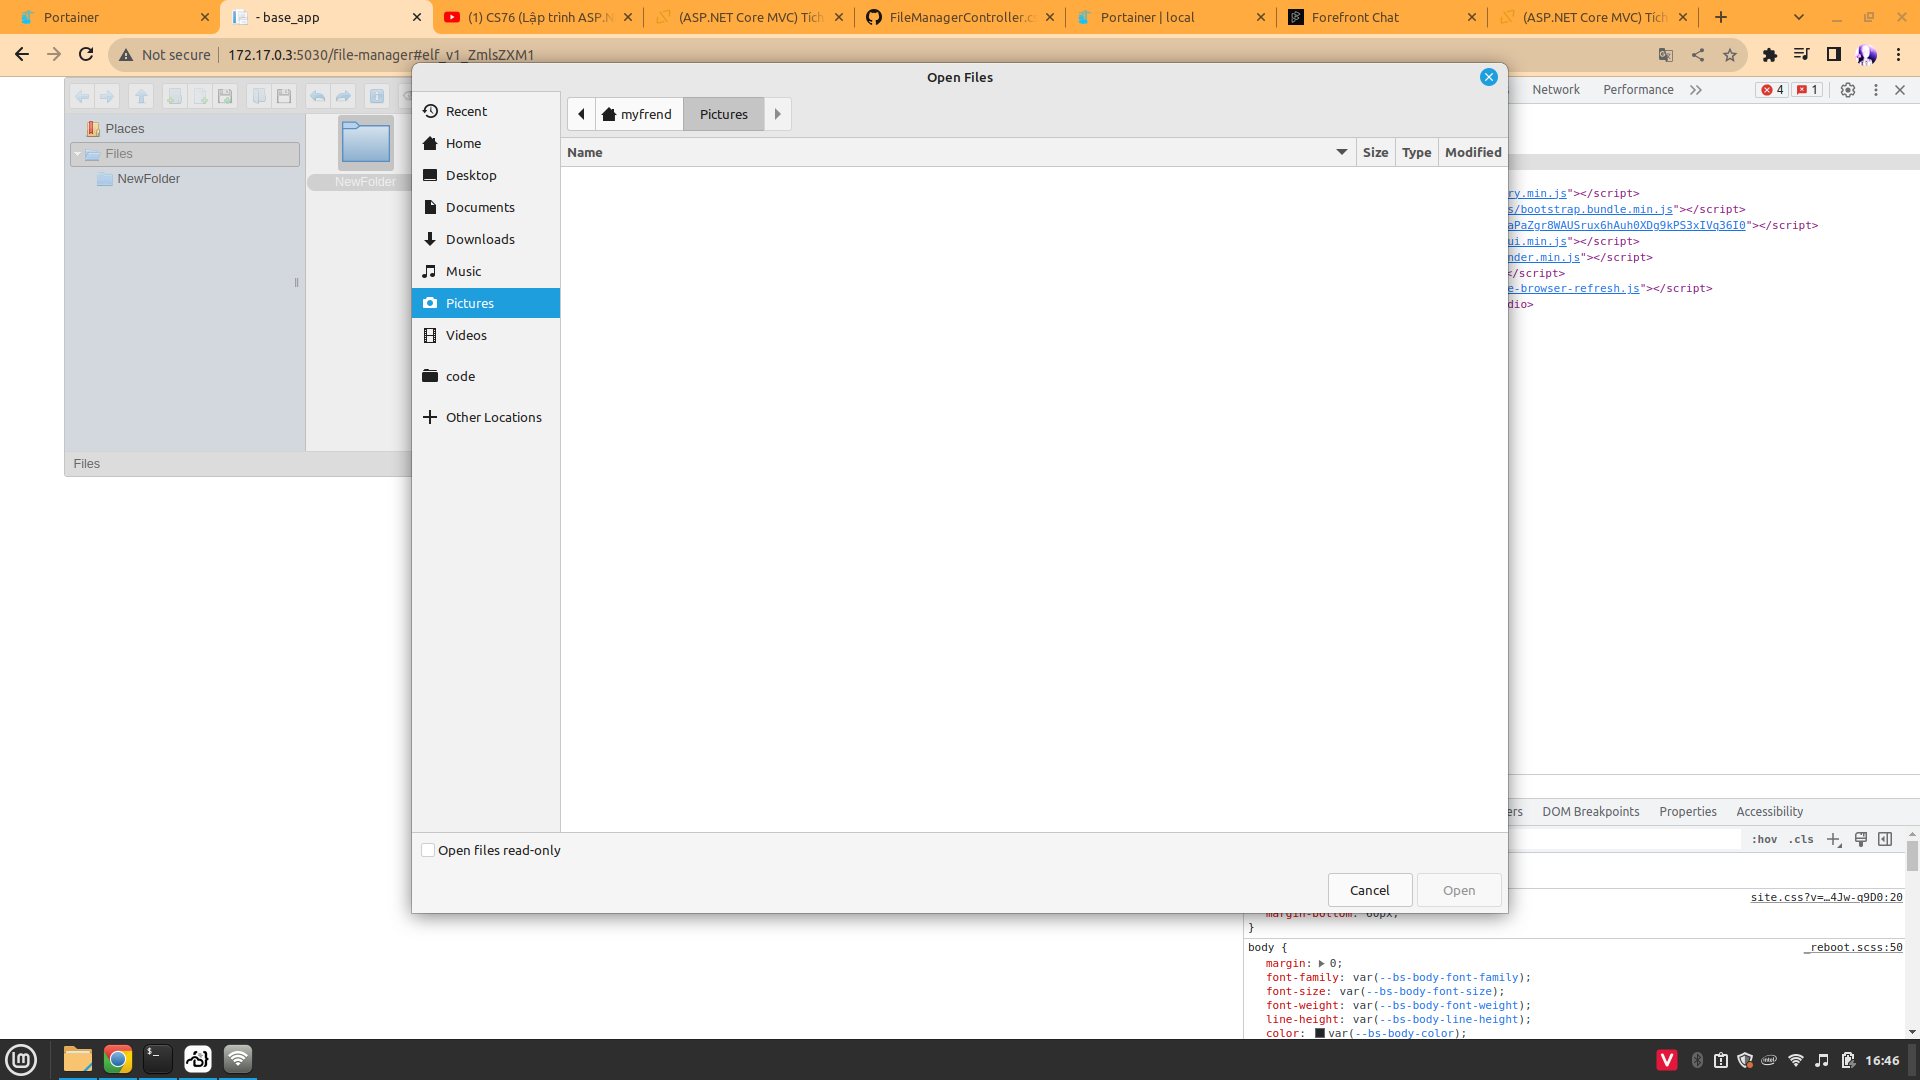 Portainer
- base_app
(1) CS76 (Lập trình ASP.N
(ASP.NET Core MVC) Tích
FileManagerController.c
Portainer | local
Forefront Chat
(ASP.NET Core MVC) Tích
Not secure
172.17.0.3:5030/file-manager#elf_v1_ZmlsZXM1
Open Files
Network
Performance
4
1
Places
Files
NewFolder
NewFolder
Files
Recent
Home
Desktop
Documents
Downloads
Music
Pictures
Videos
code
Other Locations
myfrend
Pictures
Name
Size
Type
Modified
ry.min.js"></script>
s/bootstrap.bundle.min.js"></script>
aPaZgr8WAUSrux6hAuh0XDg9kPS3xIVq36I0"></script>
ui.min.js"></script>
nder.min.js"></script>
</script>
e-browser-refresh.js"></script>
dio>
Open files read-only
Cancel
Open
ers
DOM Breakpoints
Properties
Accessibility
:hov
.cls
site.css?v=…4Jw-q9D0:20
margin-bottom: 60px;
}
body {
_reboot.scss:50
margin: 0;
font-family: var(--bs-body-font-family);
font-size: var(--bs-body-font-size);
font-weight: var(--bs-body-font-weight);
line-height: var(--bs-body-line-height);
color: var(--bs-body-color);
$_
V
intel
16:46